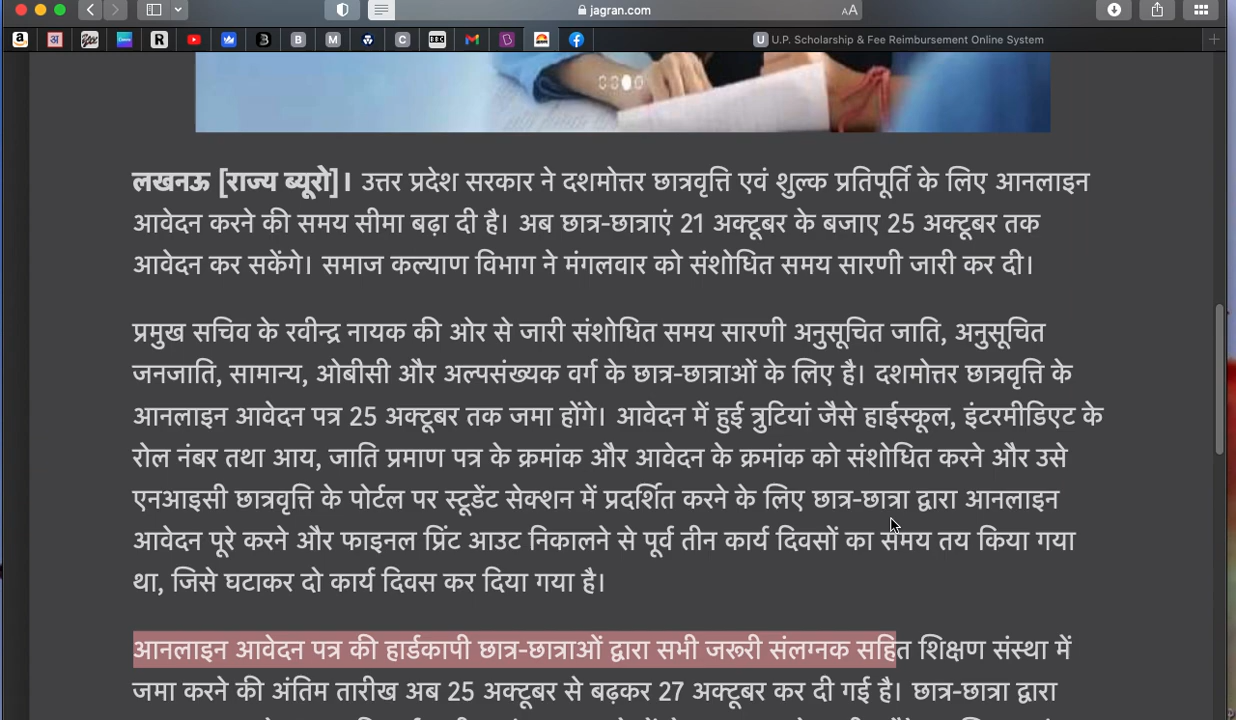 jagran.com
AA
U.P. Scholarship & Fee Reimbursement Online System
लखनऊ [राज्य ब्यूरो]। उत्तर प्रदेश सरकार ने दशमोत्तर छात्रवृत्ति एवं शुल्क प्रतिपूर्ति के लिए आनलाइन
आवेदन करने की समय सीमा बढ़ा दी है। अब छात्र-छात्राएं 21 अक्टूबर के बजाए 25 अक्टूबर तक
आवेदन कर सकेंगे। समाज कल्याण विभाग ने मंगलवार को संशोधित समय सारणी जारी कर दी।
प्रमुख सचिव के रवीन्द्र नायक की ओर से जारी संशोधित समय सारणी अनुसूचित जाति, अनुसूचित
जनजाति, सामान्य, ओबीसी और अल्पसंख्यक वर्ग के छात्र-छात्राओं के लिए है। दशमोत्तर छात्रवृत्ति के
आनलाइन आवेदन पत्र 25 अक्टूबर तक जमा होंगे। आवेदन में हुई त्रुटियां जैसे हाईस्कूल, इंटरमीडिएट के
रोल नंबर तथा आय, जाति प्रमाण पत्र के क्रमांक और आवेदन के क्रमांक को संशोधित करने और उसे
एनआइसी छात्रवृत्ति के पोर्टल पर स्टूडेंट सेक्शन में प्रदर्शित करने के लिए छात्र-छात्रा द्वारा आनलाइन
आवेदन पूरे करने और फाइनल प्रिंट आउट निकालने से पूर्व तीन कार्य दिवसों का समय तय किया गया
था, जिसे घटाकर दो कार्य दिवस कर दिया गया है।
आनलाइन आवेदन पत्र की हार्डकापी छात्र-छात्राओं द्वारा सभी जरूरी संलग्नक सहित शिक्षण संस्था में
जमा करने की अंतिम तारीख अब 25 अक्टूबर से बढ़कर 27 अक्टूबर कर दी गई है। छात्र-छात्रा द्वारा